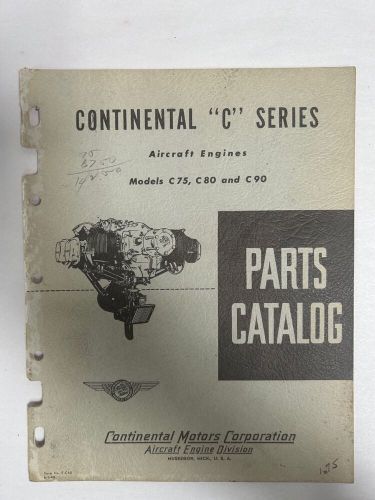 CONTINENTAL "C" SERIES
Aircraft Engines
Models C75, C80 and C90
PARTS
CATALOG
Continental Motors Corporation
Aircraft Engine Division
MUSKEGON, MICH., U. S. A.